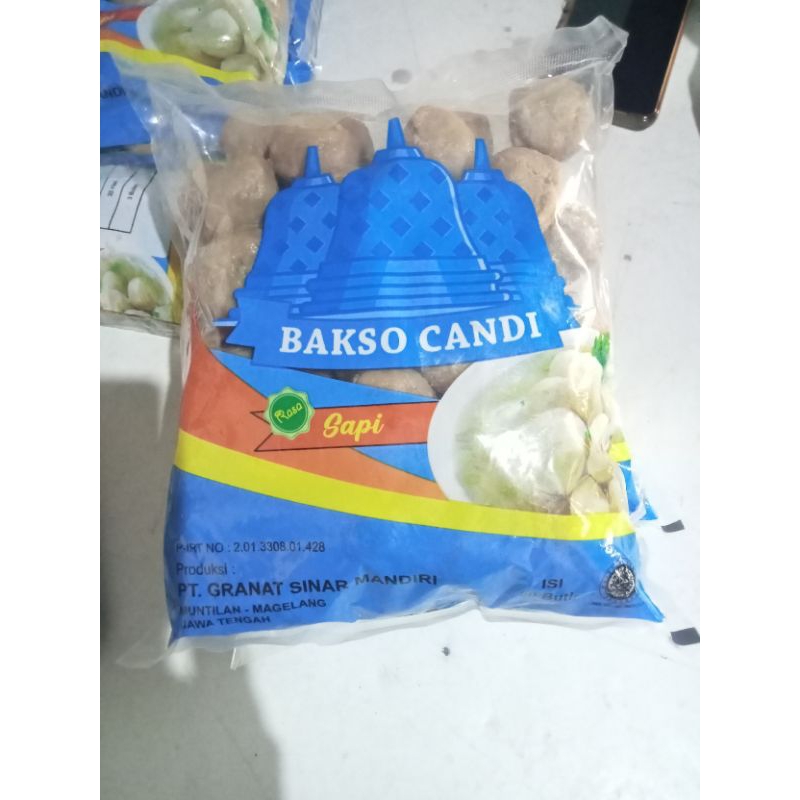 BAKSO CANDI
Rasa
Sapi
P-IRT NO : 2.01.3308.01.428
Produksi :
PT. GRANAT SINAR MANDIRI
MUNTILAN - MAGELANG
JAWA TENGAH
ISI